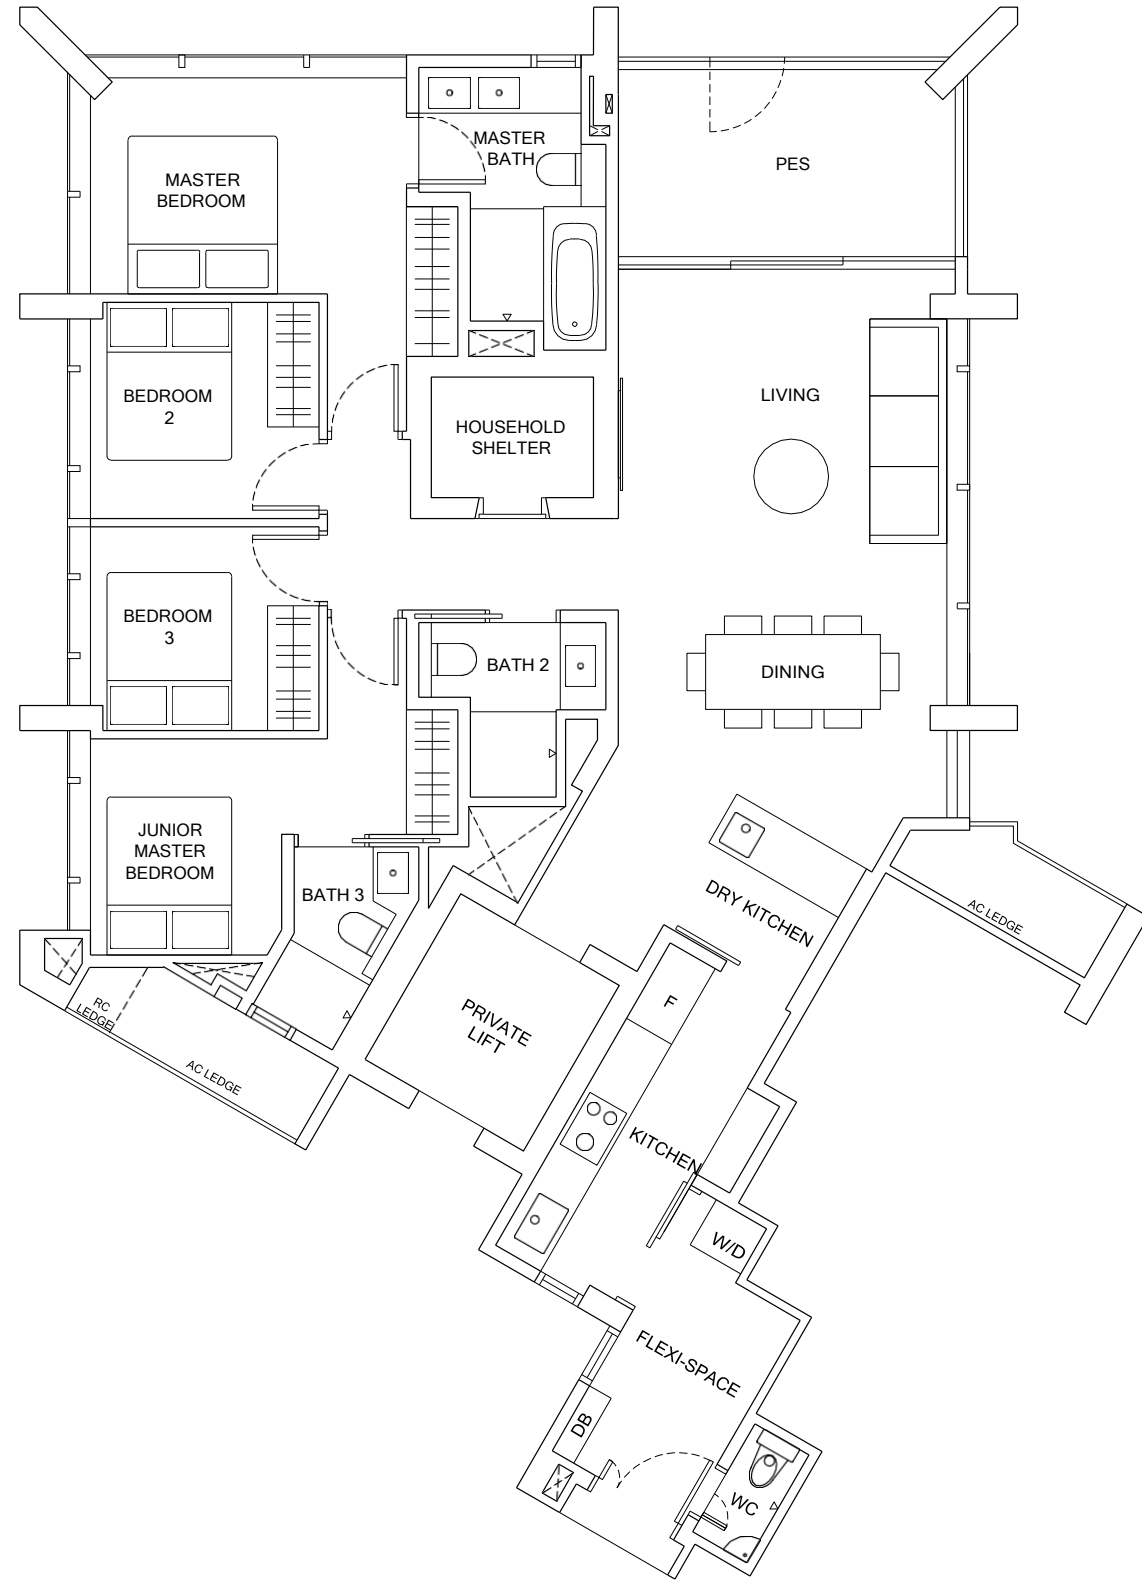 MASTER
BATH
PES
MASTER
BEDROOM
BEDROOM
2
LIVING
HOUSEHOLD
SHELTER
BEDROOM
3
BATH 2
DINING
JUNIOR
MASTER
BEDROOM
BATH 3
DRY KITCHEN
AC LEDGE
F
RC
LEDGE
PRIVATE
LIFT
AC LEDGE
KITCHEN
W/D
FLEXI-SPACE
DB
WC